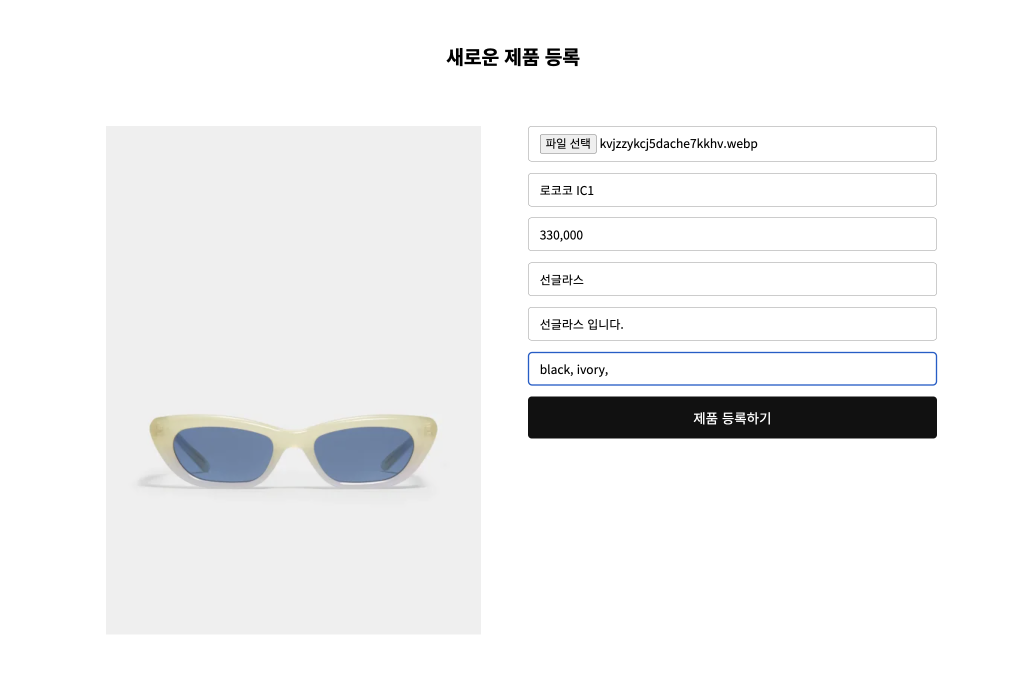 새로운 제품 등록
파일 선택 kvjzzykcj5dache7kkhv.webp
로코코 IC1
330,000
선글라스
선글라스 입니다.
black, ivory,
제품 등록하기